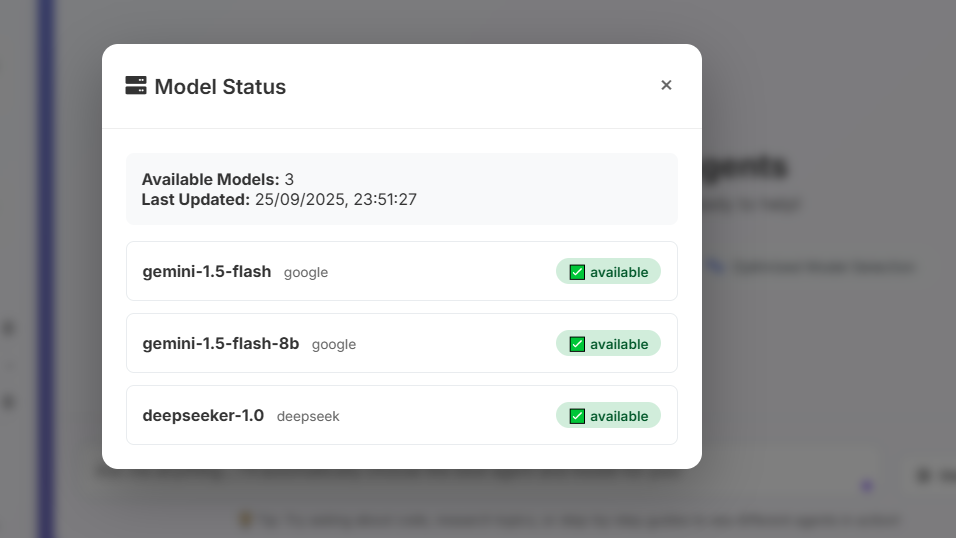 Model Status
Available Models: 3
Last Updated: 25/09/2025, 23:51:27
gemini-1.5-flash google ✅ available
gemini-1.5-flash-8b google ✅ available
deepseeker-1.0 deepseek ✅ available